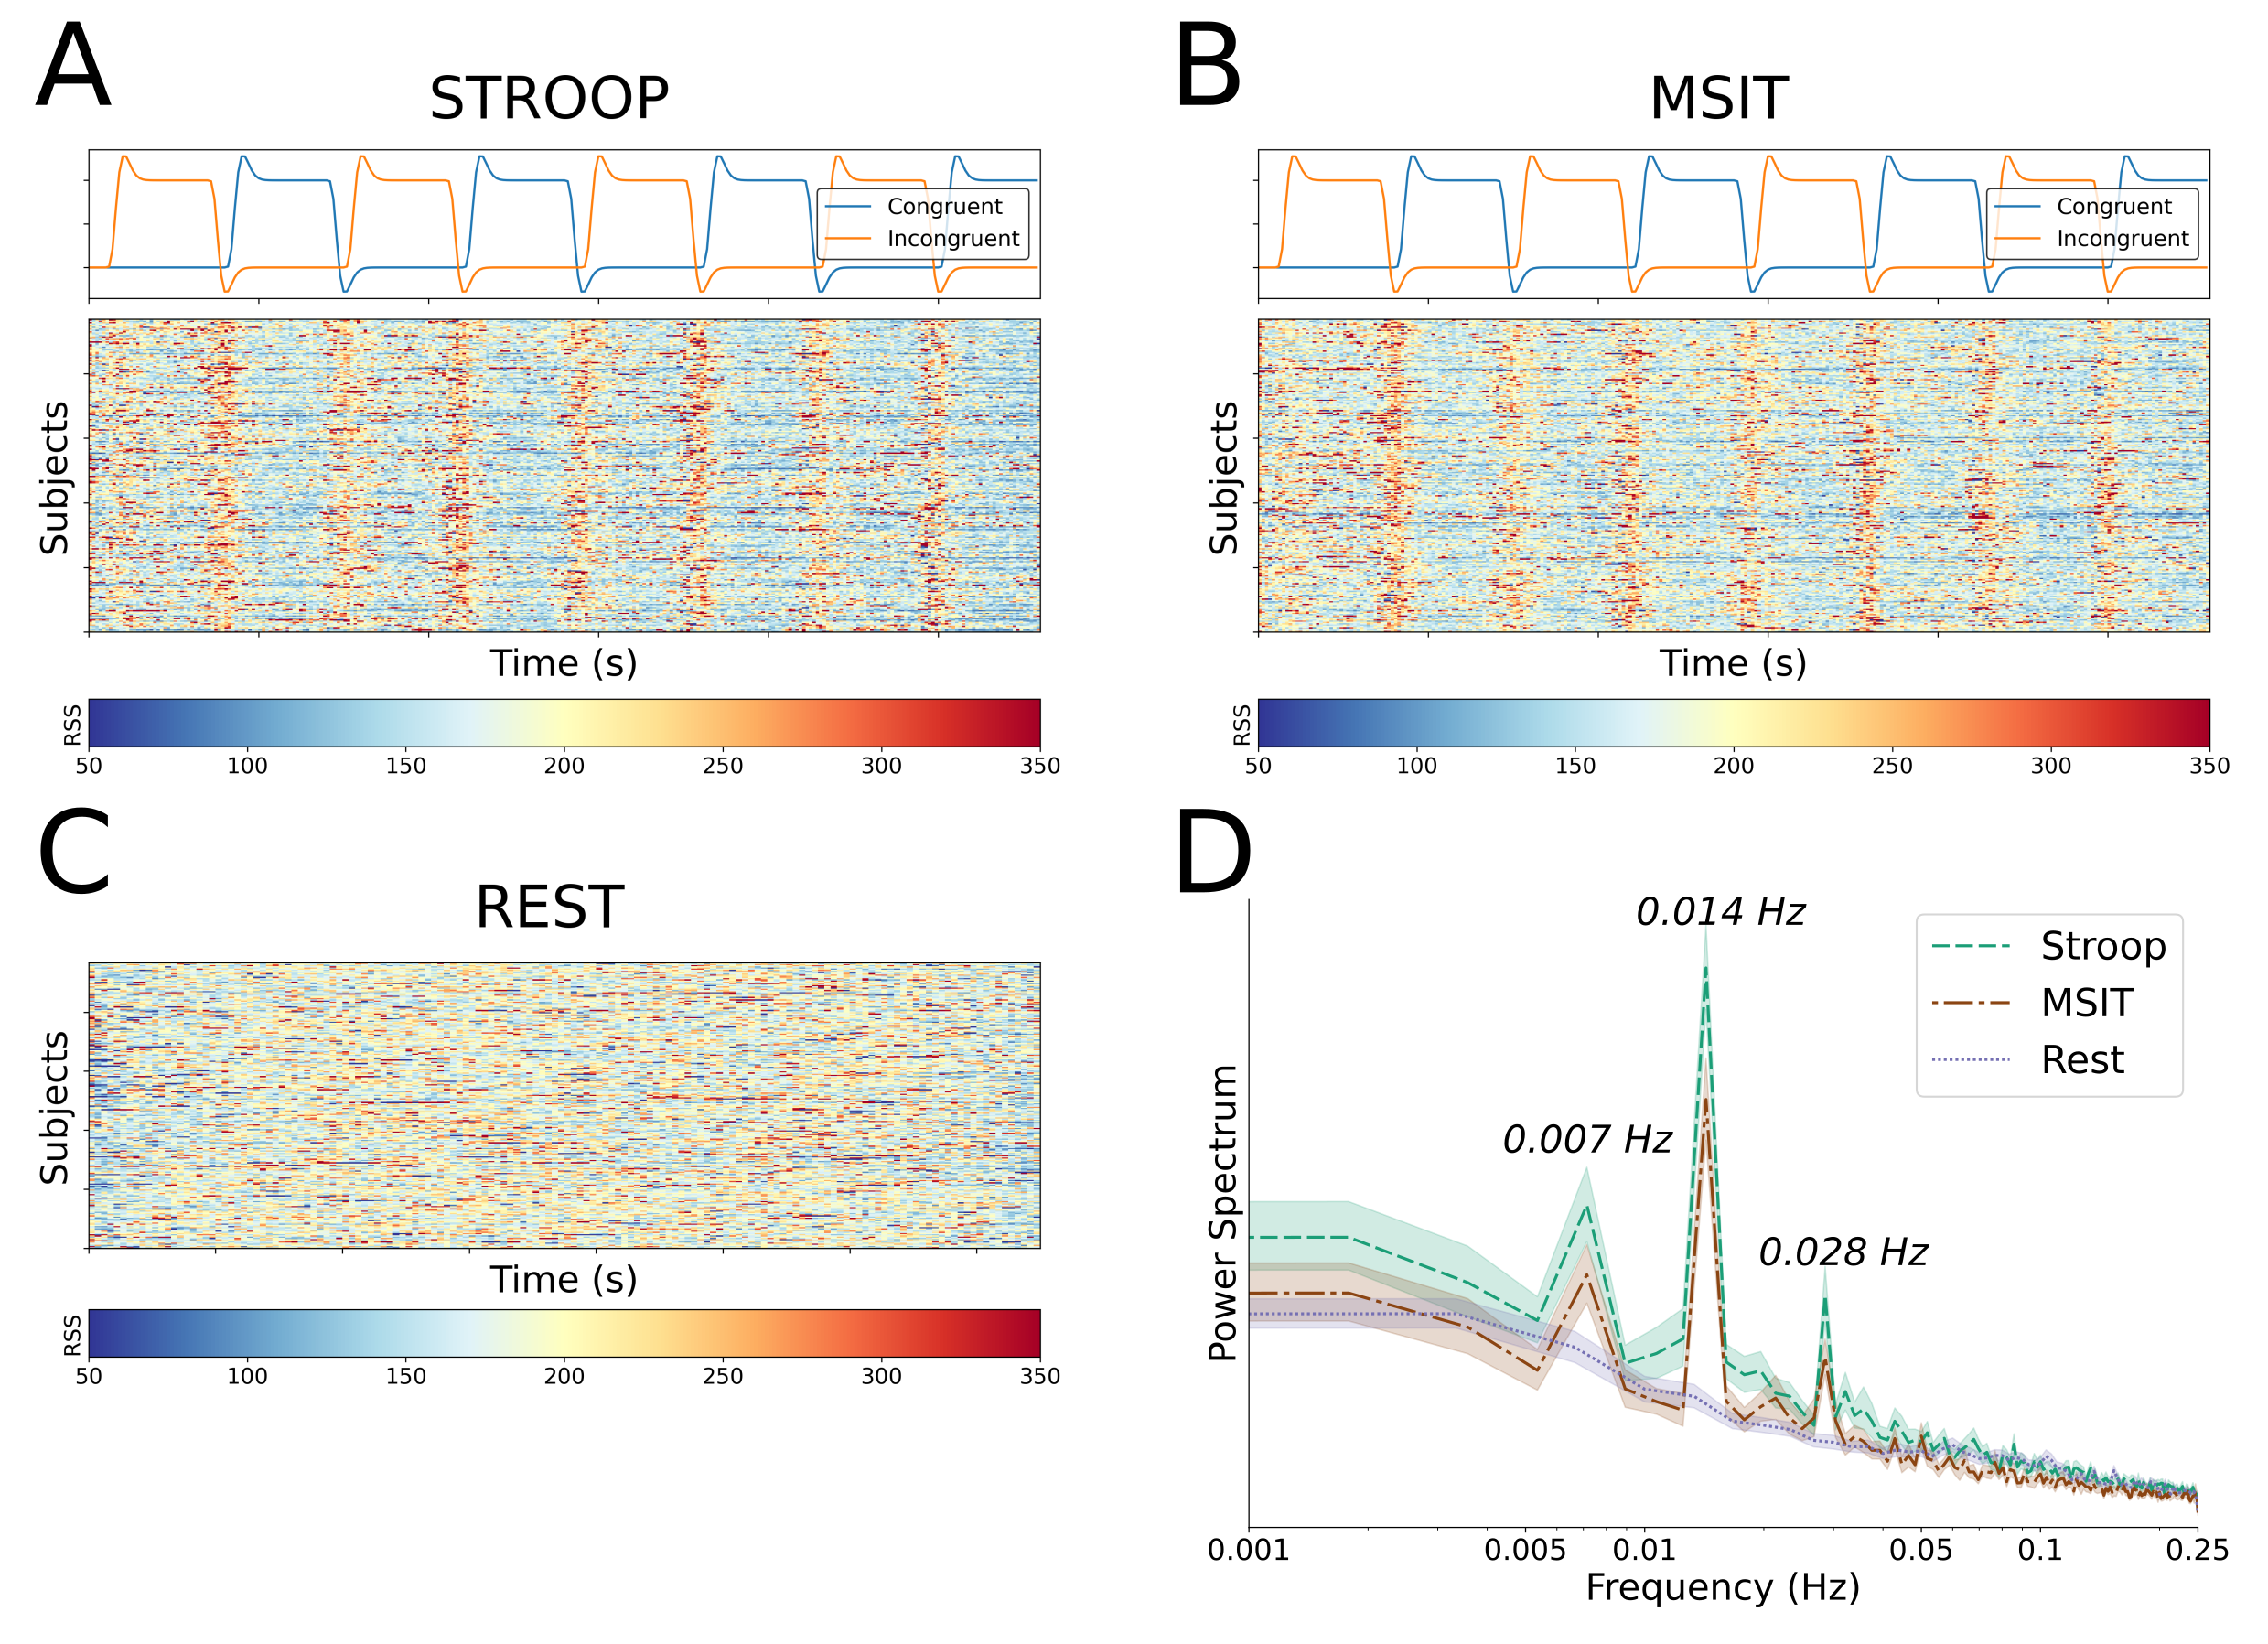 A
STROOP
Congruent
Incongruent
Subjects
Time (s)
RSS
50 100 150 200 250 300 350
B
MSIT
Congruent
Incongruent
Subjects
Time (s)
RSS
50 100 150 200 250 300 350
C
REST
Subjects
Time (s)
RSS
50 100 150 200 250 300 350
D
0.014 Hz
0.007 Hz
0.028 Hz
Stroop
MSIT
Rest
Power Spectrum
0.001 0.005 0.01 0.05 0.1 0.25
Frequency (Hz)